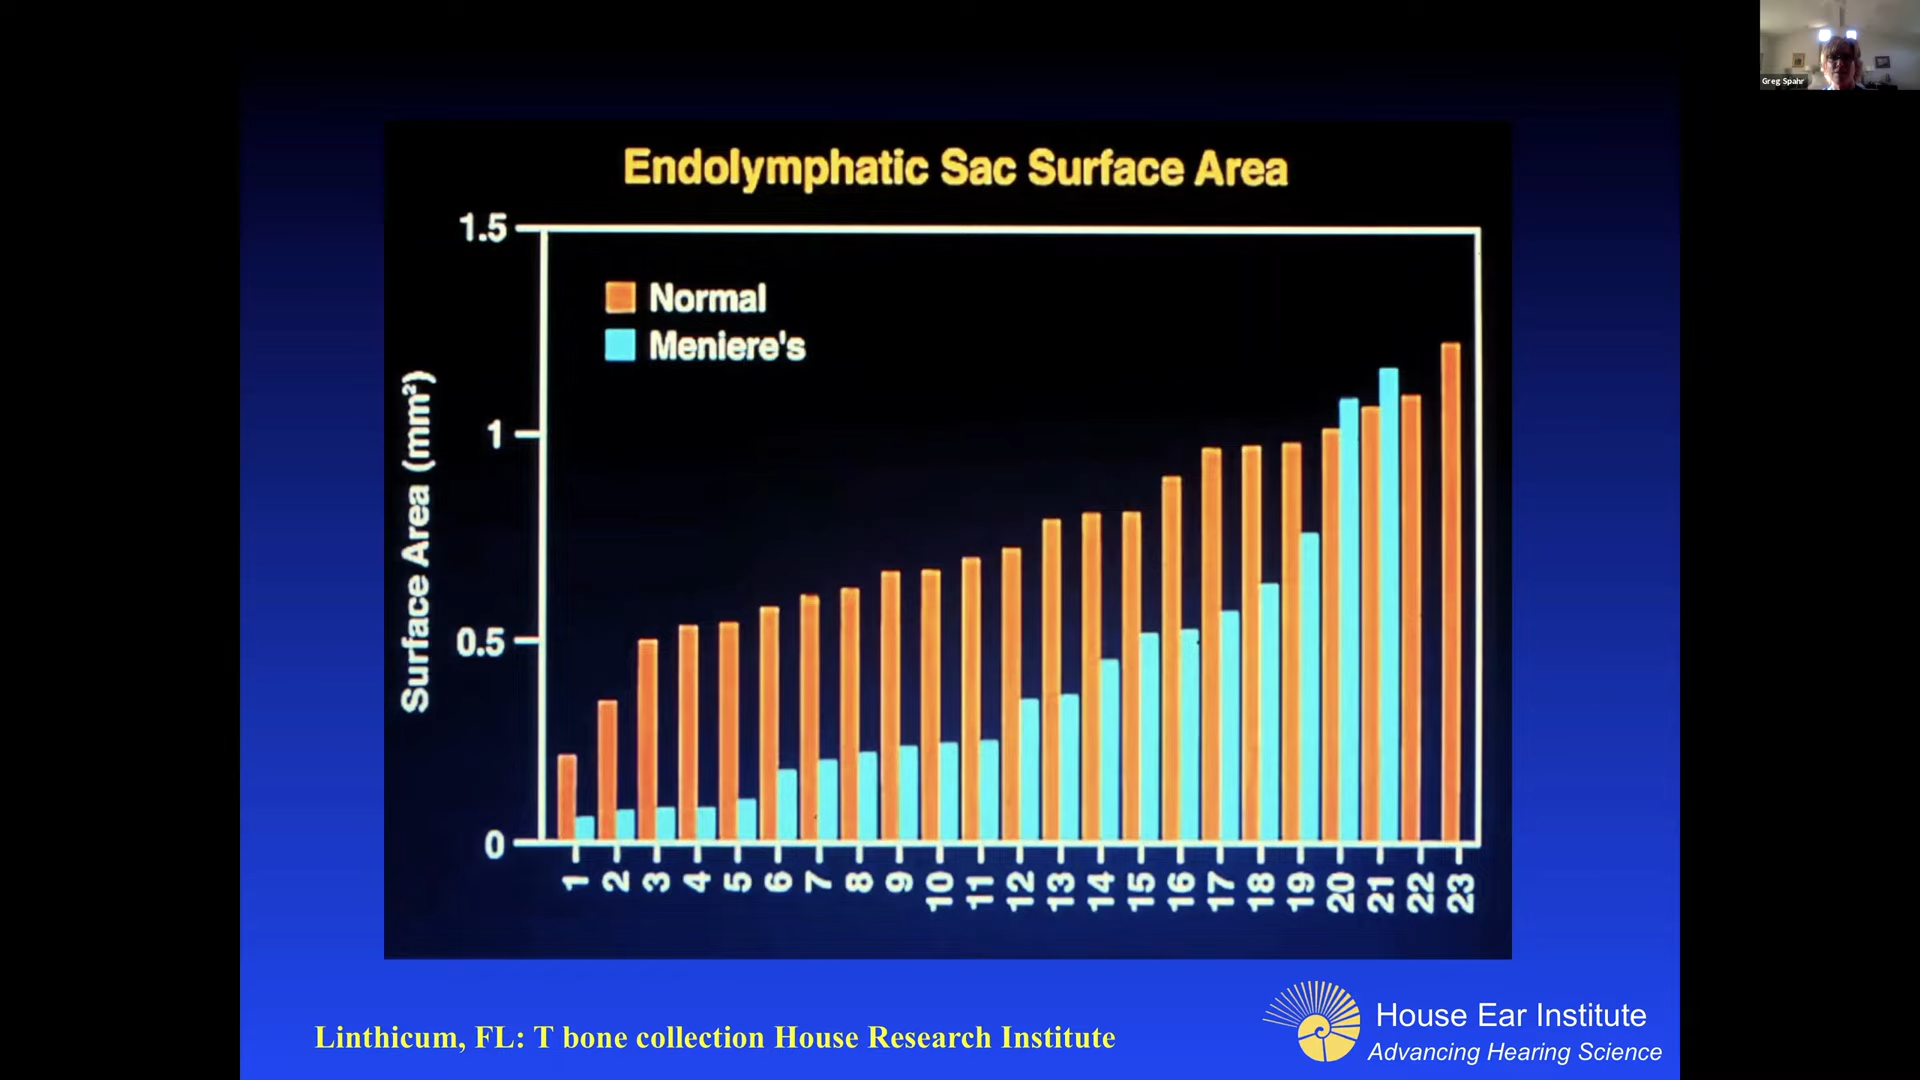 Greg Spahr
Endolymphatic Sac Surface Area
1.5
1
0.5
0
Surface Area (mm²)
Normal
Meniere's
1 2 3 4 5 6 7 8 9 10 11 12 13 14 15 16 17 18 19 20 21 22 23
Linthicum, FL: T bone collection House Research Institute
House Ear Institute
Advancing Hearing Science